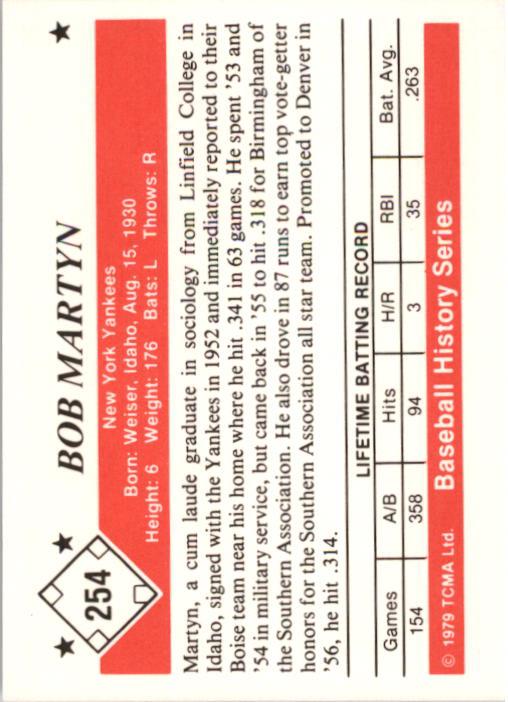 254
BOB MARTYN
New York Yankees
Born: Weiser, Idaho, Aug. 15, 1930
Height: 6 Weight: 176 Bats: L Throws: R
Martyn, a cum laude graduate in sociology from Linfield College in
Idaho, signed with the Yankees in 1952 and immediately reported to their
Boise team near his home where he hit .341 in 63 games. He spent '53 and
'54 in military service, but came back in '55 to hit .318 for Birmingham of
the Southern Association. He also drove in 87 runs to earn top vote-getter
honors for the Southern Association all star team. Promoted to Denver in
'56, he hit .314.
LIFETIME BATTING RECORD
Games A/B Hits H/R RBI Bat. Avg.
154 358 94 3 35 .263
© 1979 TCMA Ltd. Baseball History Series